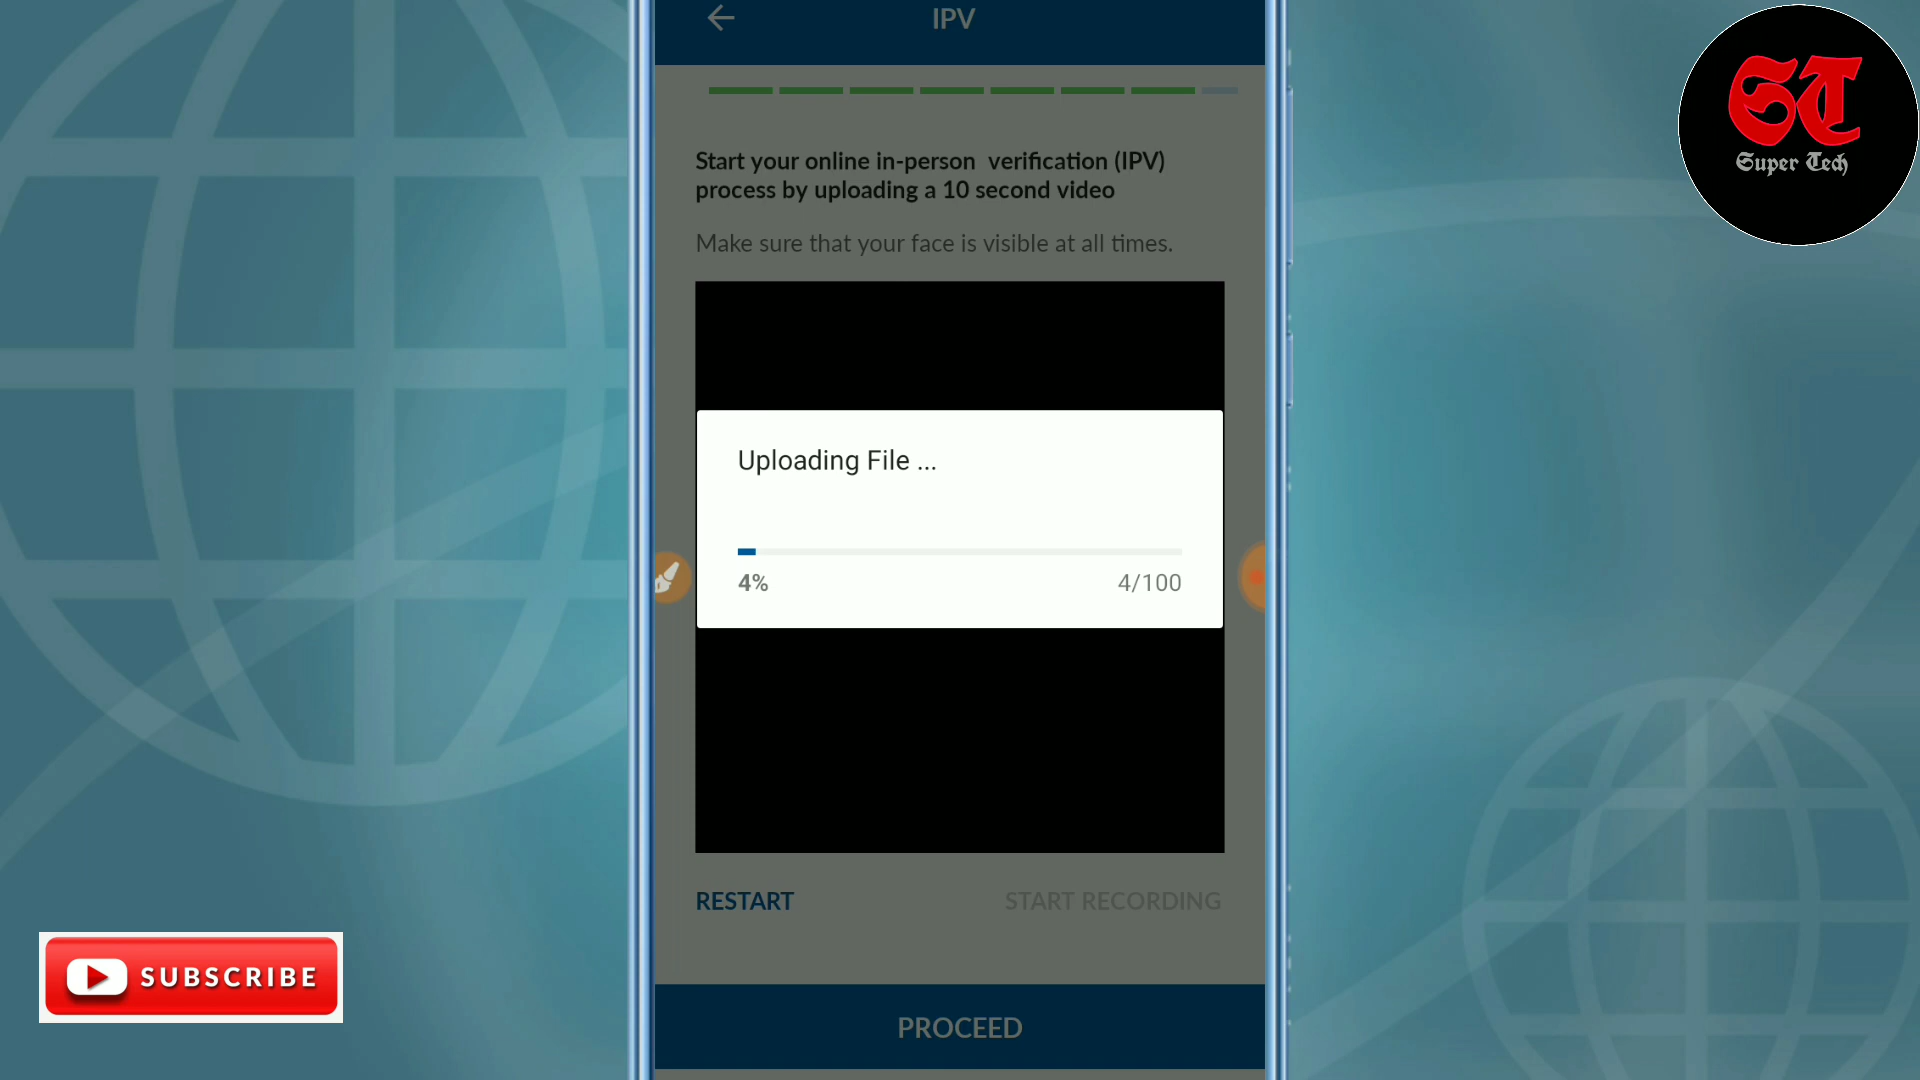 IPV
ST
Super Tech
Start your online in-person verification (IPV)
process by uploading a 10 second video
Make sure that your face is visible at all times.
Uploading File ...
4%
4/100
RESTART
START RECORDING
SUBSCRIBE
PROCEED